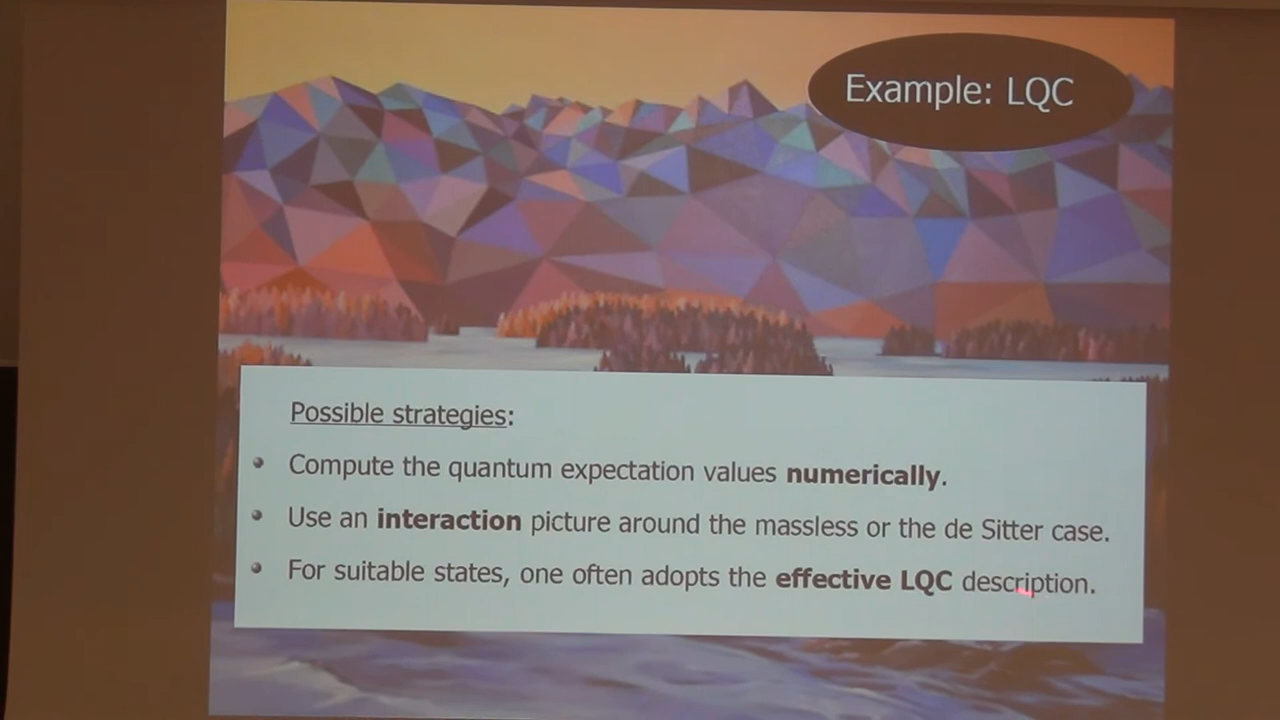 Example: LQC
Possible strategies:
• Compute the quantum expectation values numerically.
• Use an interaction picture around the massless or the de Sitter case.
• For suitable states, one often adopts the effective LQC description.